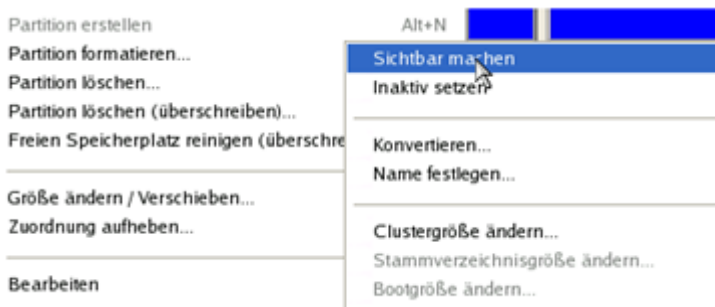 Partition erstellen Alt+N
Partition formatieren...
Partition löschen...
Partition löschen (überschreiben)...
Freien Speicherplatz reinigen (überschre
Größe ändern / Verschieben...
Zuordnung aufheben...
Bearbeiten
Sichtbar machen
Inaktiv setzen
Konvertieren...
Name festlegen...
Clustergröße ändern...
Stammverzeichnisgröße ändern...
Bootgröße ändern...